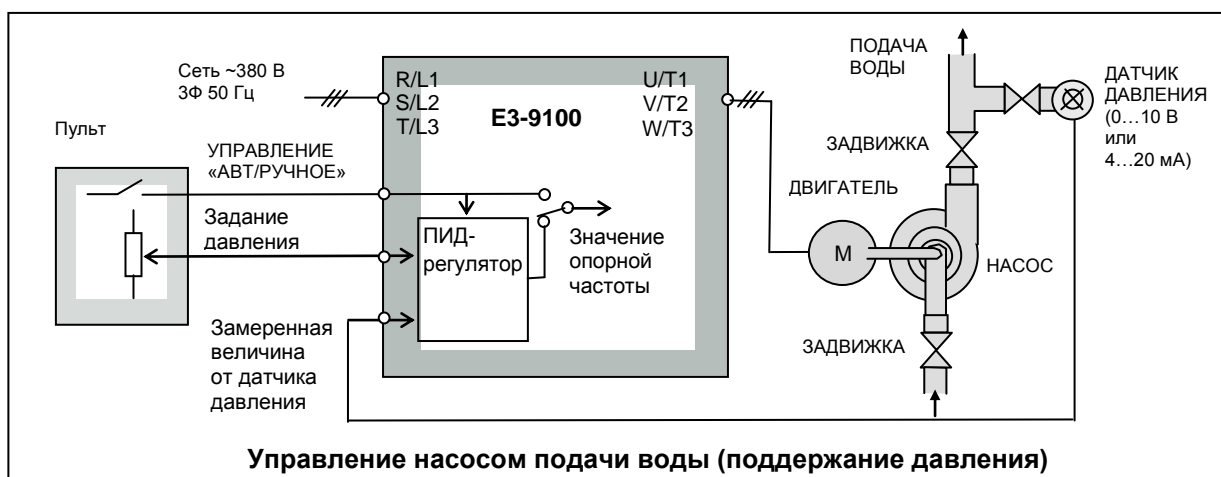 Сеть ~380 В
3Ф 50 Гц
R/L1
S/L2
T/L3
E3-9100
U/T1
V/T2
W/T3
ПОДАЧА
ВОДЫ
ДАТЧИК
ДАВЛЕНИЯ
(0…10 В
или
4…20 мА)
Пульт
УПРАВЛЕНИЕ
«АВТ/РУЧНОЕ»
ЗАДВИЖКА
ДВИГАТЕЛЬ
Задание
давления
ПИД-
регулятор
Значение
опорной
частоты
М
НАСОС
Замеренная
величина
от датчика
давления
ЗАДВИЖКА
Управление насосом подачи воды (поддержание давления)